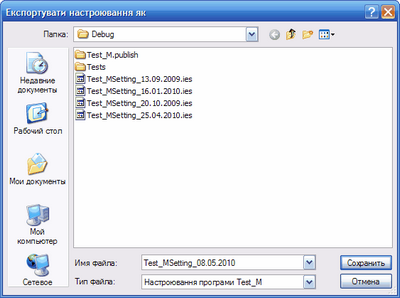 Експортувати настроювання як
Папка: Debug
Test_M.publish
Tests
Test_MSetting_13.09.2009.ies
Test_MSetting_16.01.2010.ies
Test_MSetting_20.10.2009.ies
Test_MSetting_25.04.2010.ies
Недавние документы
Рабочий стол
Мои документы
Мой компьютер
Сетевое
Имя файла: Test_MSetting_08.05.2010 Сохранить
Тип файла: Настроювання програми Test_M Отмена